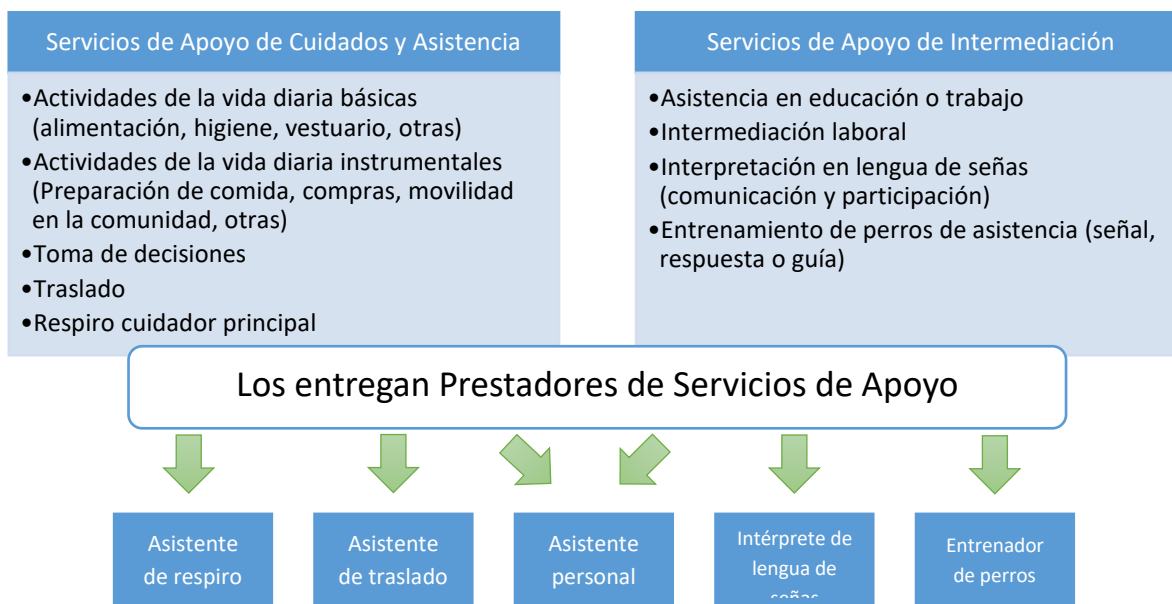 Servicios de Apoyo de Cuidados y Asistencia
•Actividades de la vida diaria básicas
(alimentación, higiene, vestuario, otras)
•Actividades de la vida diaria instrumentales
(Preparación de comida, compras, movilidad
en la comunidad, otras)
•Toma de decisiones
•Traslado
•Respiro cuidador principal
Servicios de Apoyo de Intermediación
•Asistencia en educación o trabajo
•Intermediación laboral
•Interpretación en lengua de señas
(comunicación y participación)
•Entrenamiento de perros de asistencia (señal,
respuesta o guía)
Los entregan Prestadores de Servicios de Apoyo
Asistente
de respiro
Asistente
de traslado
Asistente
personal
Intérprete de
lengua de
señas
Entrenador
de perros